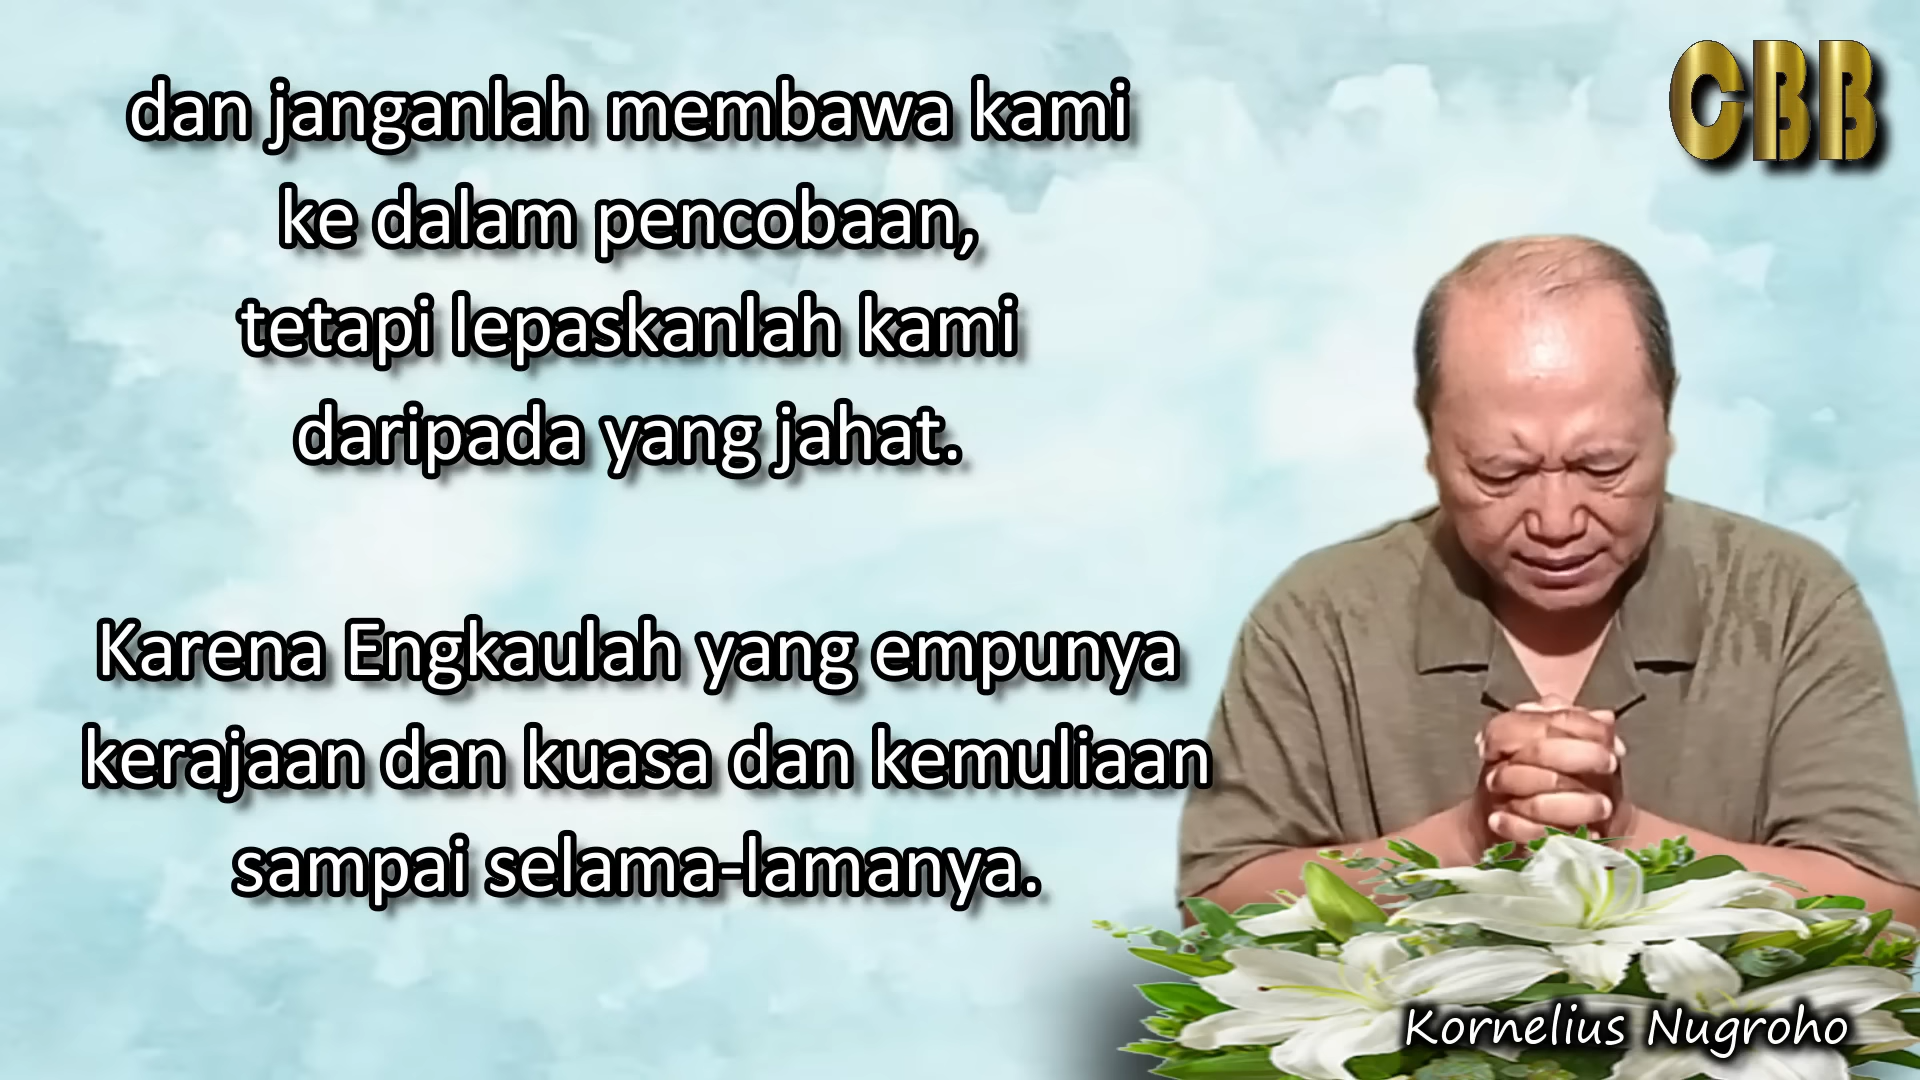 CBB
dan janganlah membawa kami
ke dalam pencobaan,
tetapi lepaskanlah kami
daripada yang jahat.
Karena Engkaulah yang empunya
kerajaan dan kuasa dan kemuliaan
sampai selama-lamanya.
Kornelius Nugroho